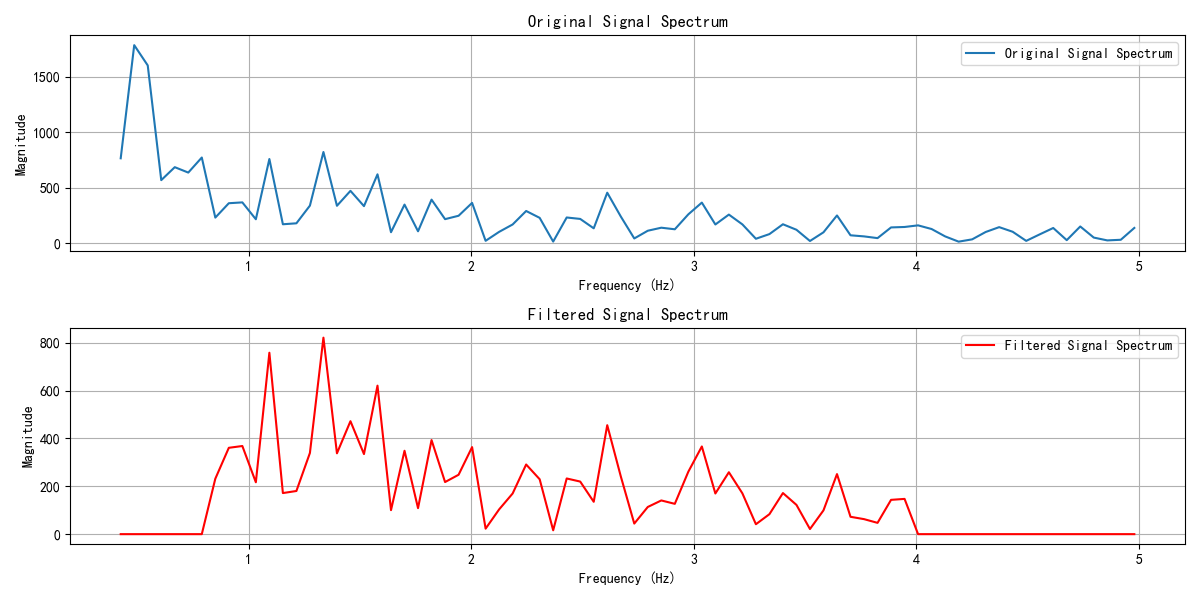 Original Signal Spectrum
Original Signal Spectrum
Magnitude
1500
1000
500
0
1 2 3 4 5
Frequency (Hz)
Filtered Signal Spectrum
Filtered Signal Spectrum
Magnitude
800
600
400
200
0
1 2 3 4 5
Frequency (Hz)